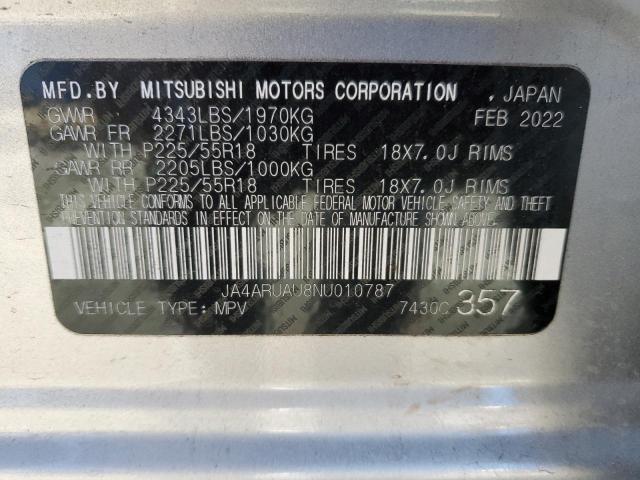 MFD.BY MITSUBISHI MOTORS CORPORATION, JAPAN
GVWR 4343LBS/1970KG FEB 2022
GAWR FR 2271LBS/1030KG
WITH P225/55R18 TIRES 18X7.0J RIMS
GAWR RR 2205LBS/1000KG
WITH P225/55R18 TIRES 18X7.0J RIMS
THIS VEHICLE CONFORMS TO ALL APPLICABLE FEDERAL MOTOR VEHICLE SAFETY AND THEFT
PREVENTION STANDARDS IN EFFECT ON THE DATE OF MANUFACTURE SHOWN ABOVE.
JA4ARUAU8NU010787
VEHICLE TYPE: MPV 7430C 357